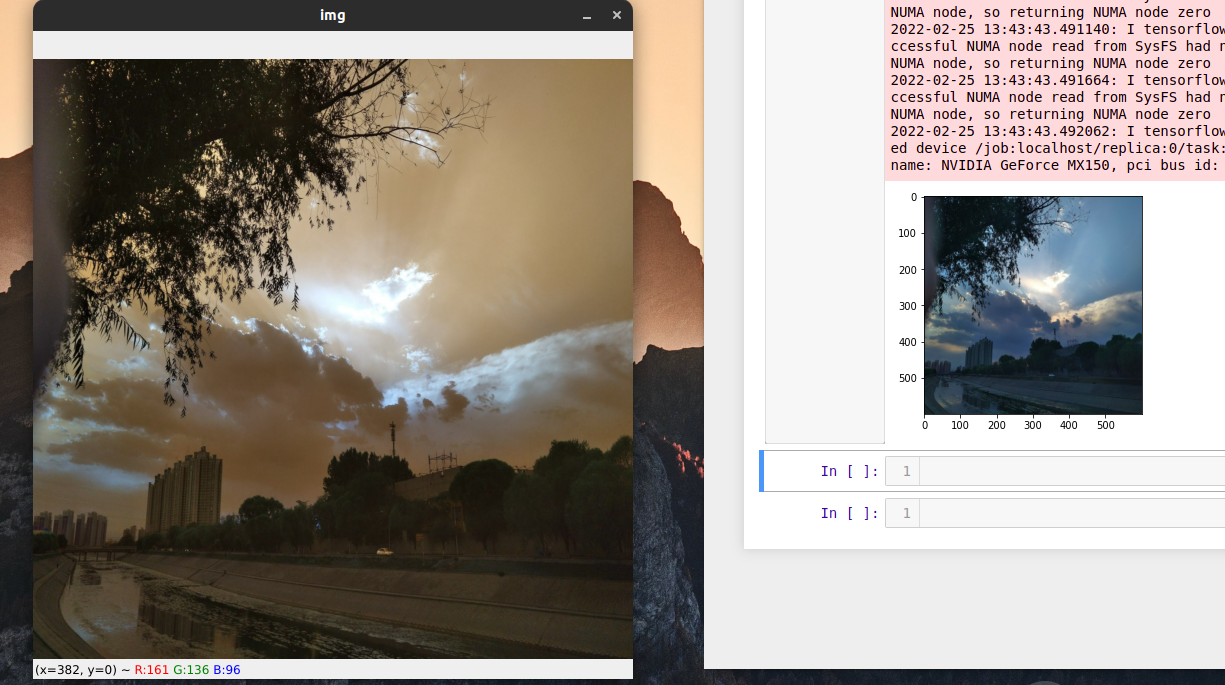 img
(x=382, y=0) ~ R:161 G:136 B:96
NUMA node, so returning NUMA node zero
2022-02-25 13:43:43.491140: I tensorflow
ccessful NUMA node read from SysFS had n
NUMA node, so returning NUMA node zero
2022-02-25 13:43:43.491664: I tensorflow
ccessful NUMA node read from SysFS had n
NUMA node, so returning NUMA node zero
2022-02-25 13:43:43.492062: I tensorflow
ed device /job:localhost/replica:0/task:
name: NVIDIA GeForce MX150, pci bus id:
0
100
200
300
400
500
0 100 200 300 400 500
In [ ]: 1
In [ ]: 1